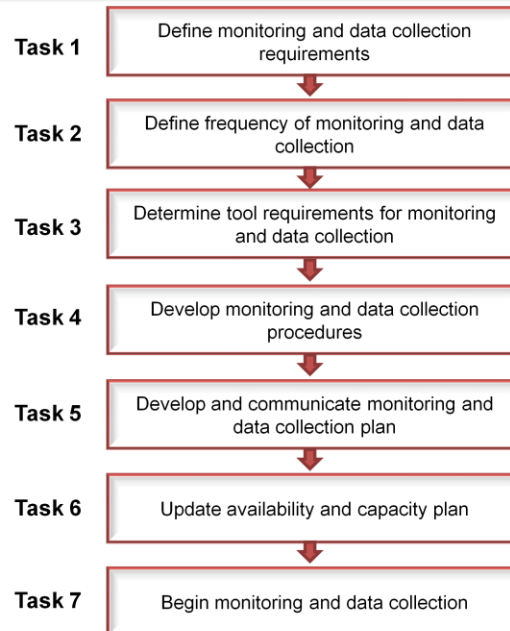 Task 1
Define monitoring and data collection
requirements
Task 2
Define frequency of monitoring and data
collection
Task 3
Determine tool requirements for monitoring
and data collection
Task 4
Develop monitoring and data collection
procedures
Task 5
Develop and communicate monitoring and
data collection plan
Task 6
Update availability and capacity plan
Task 7
Begin monitoring and data collection